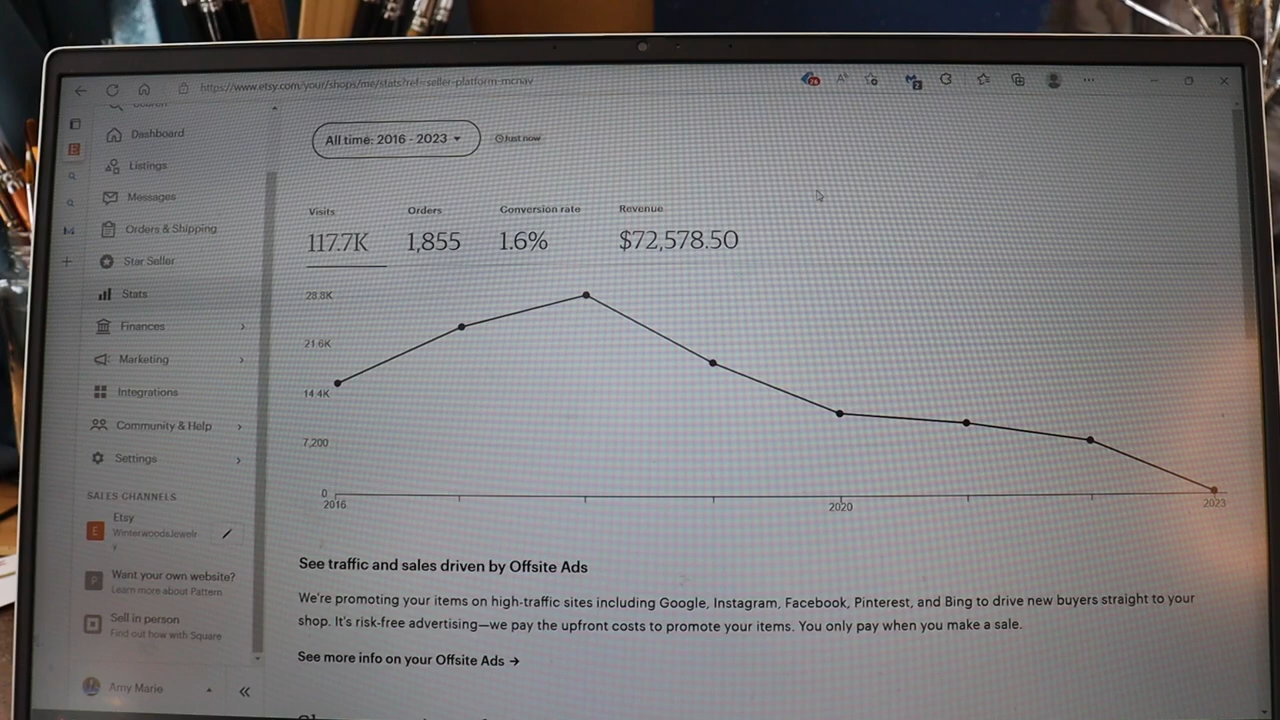 https://www.etsy.com/your/shops/me/stats?ref=seller-platform-mcnav
Dashboard
Listings
Messages
Orders & Shipping
Star Seller
Stats
Finances
Marketing
Integrations
Community & Help
Settings
SALES CHANNELS
Etsy
WinterwoodsJewelr
y
Want your own website?
Learn more about Pattern
Sell in person
Find out how with Square
Amy Marie
All time: 2016 - 2023
Just now
Visits Orders Conversion rate Revenue
117.7K 1,855 1.6% $72,578.50
28.8K
21.6K
14.4K
7,200
0
2016 2020 2023
See traffic and sales driven by Offsite Ads
We're promoting your items on high-traffic sites including Google, Instagram, Facebook, Pinterest, and Bing to drive new buyers straight to your
shop. It's risk-free advertising—we pay the upfront costs to promote your items. You only pay when you make a sale.
See more info on your Offsite Ads →